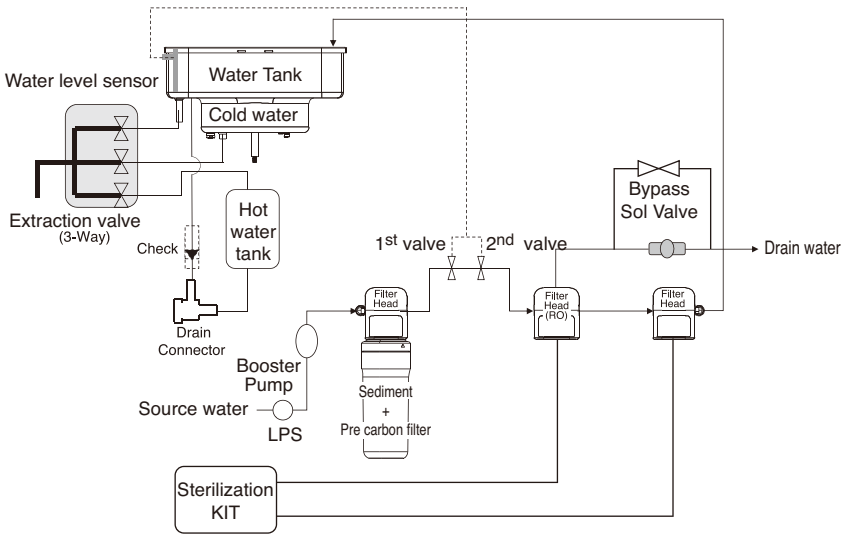 Water level sensor
Water Tank
Cold water
Extraction valve
(3-Way)
Hot
water
tank
Check
Drain
Connector
Bypass
Sol Valve
1st valve
2nd valve
Drain water
Filter
Head
Filter
Head
(RO)
Filter
Head
Booster
Pump
Source water
LPS
Sediment
+
Pre carbon filter
Sterilization
KIT